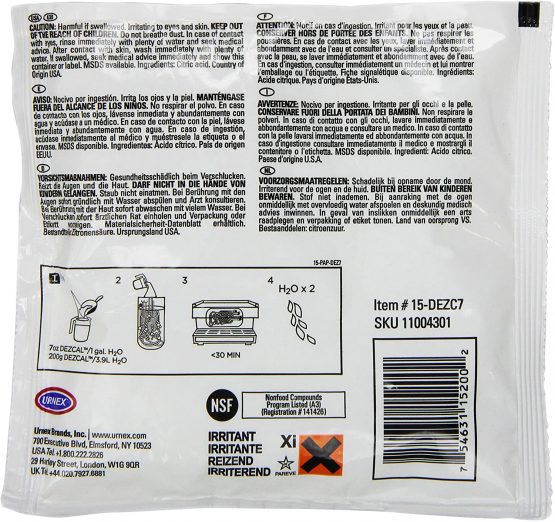 USA GB
CAUTION: Harmful if swallowed. Irritating to eyes and skin. KEEP OUT
OF THE REACH OF CHILDREN. Do not breathe dust. In case of contact
with eyes, rinse immediately with plenty of water and seek medical
advice. After contact with skin, wash immediately with plenty of
water. If swallowed, seek medical advice immediately and show this
container or label. MSDS available. Ingredients: Citric acid. Country of
Origin USA.
E
AVISO: Nocivo por ingestión. Irrita los ojos y la piel. MANTÉNGASE
FUERA DEL ALCANCE DE LOS NINOS. No respirar el polvo. En caso
de contacto con los ojos, lávense inmediata y abundantemente con
agua y acúdase a un médico. En caso de contacto con la piel, lávese
inmediata y abundantemente con agua. En caso de ingestión,
acúdase inmediatamente al médico y muéstresele la etiqueta o el
envase. MSDS disponible. Ingredientes: Ácido cítrico. País de origen
EEUU.
D
VORSICHTSMAßNAHMEN: Gesundheitsschädlich beim Verschlucken.
Reizt die Augen und die Haut. DARF NICHT IN DIE HÄNDE VON
KINDERN GELANGEN. Staub nicht einatmen. Bei Berührung mit den
Augen sofort gründlich mit Wasser abspülen und Arzt konsultieren.
Bei Berührung mit der Haut sofort abwaschen mit vielem Wasser. Bei
Verschlucken sofort ärztlichen Rat einholen und Verpackung oder
Etikett vorzeigen. Materialsicherheit-Datenblatt erhältlich.
Bestandteil: Zitronensäure. Ursprungsland USA.
F
ATTENTION: Nocif en cas d'ingestion. Irritant pour les yeux et la peau.
CONSERVER HORS DE PORTÉE DES ENFANTS. Ne pas respirer les
poussières. En cas de contact avec les yeux, laver immédiatement et
abondamment avec de l'eau et consulter un spécialiste. Après contact
avec la peau, se laver immédiatement et abondamment avec de l'eau.
En cas d'ingestion, consulter immédiatement un médecin et lui montrer
l'emballage ou l'étiquette. Fiche signalétique disponible. Ingrédients:
Acide citrique. Pays d'origine États-Unis.
I
AVVERTENZE: Nocivo per ingestione. Irritante per gli occhi e la pelle.
CONSERVARE FUORI DELLA PORTATA DEI BAMBINI. Non respirare la
polvere. In caso di contatto con gli occhi, lavare immediatamente e
abbondantemente con acqua e consultare un medico. In caso di contatto
con la pelle lavarsi immediatamente ed abbondantemente con acqua. In
caso d'ingestione consultare immediatamente il medico e mostrargli il
contenitore o l'etichetta. MSDS disponibile. Ingredienti: Acido citrico.
Paese d'origine U.S.A.
NL
VOORZORGSMAATREGELEN: Schadelijk bij opname door de mond.
Irriterend voor de ogen en de huid. BUITEN BEREIK VAN KINDEREN
BEWAREN. Stof niet inademen. Bij aanraking met de ogen
onmiddellijk met overvloedig water afspoelen en deskundig medisch
advies inwinnen. In geval van inslikken onmiddellijk een arts
raadplegen en verpakking of etiket tonen. Land van oorsprong VS.
Bestanddelen: citroenzuur.
15-PAP-DEZ7
1
2
3
4
H2O x 2
7oz DEZCAL™/1 gal. H2O
200g DEZCAL™/3.9L H2O
<30 MIN
Item # 15-DEZC7
SKU 11004301
7 54631 15200 2
URNEX
NSF
Nonfood Compounds
Program Listed (A3)
(Registration # 141426)
Urnex Brands, Inc. | www.urnex.com
700 Executive Blvd, Elmsford, NY 10523
USA Tel. +1.800.222.2826
29 Harley Street, London, W1G 9QR
UK Tel +44.020.7927.6881
IRRITANT
IRRITANTE
REIZEND
IRRITEREND
Xi
K
PAREVE